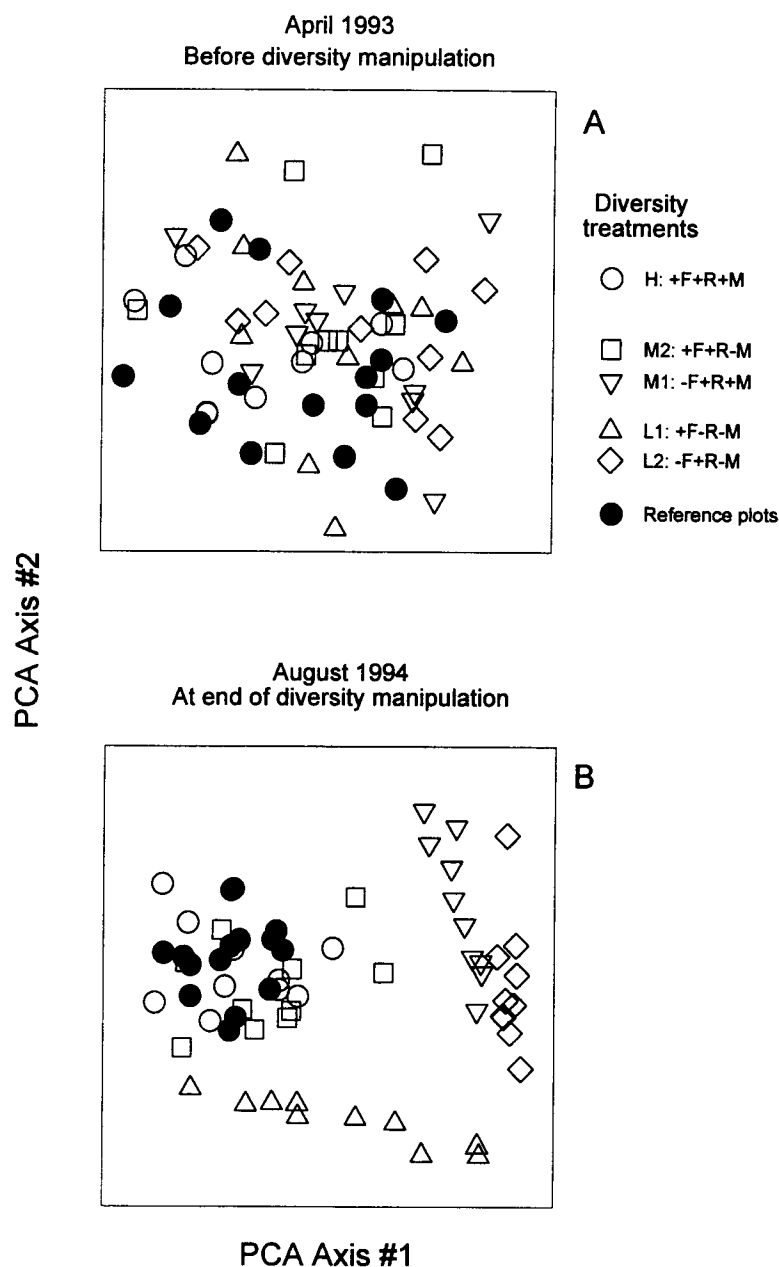 April 1993
Before diversity manipulation
A
Diversity
treatments
H: +F+R+M
M2: +F+R-M
M1: -F+R+M
L1: +F-R-M
L2: -F+R-M
Reference plots
PCA Axis #2
August 1994
At end of diversity manipulation
B
PCA Axis #1